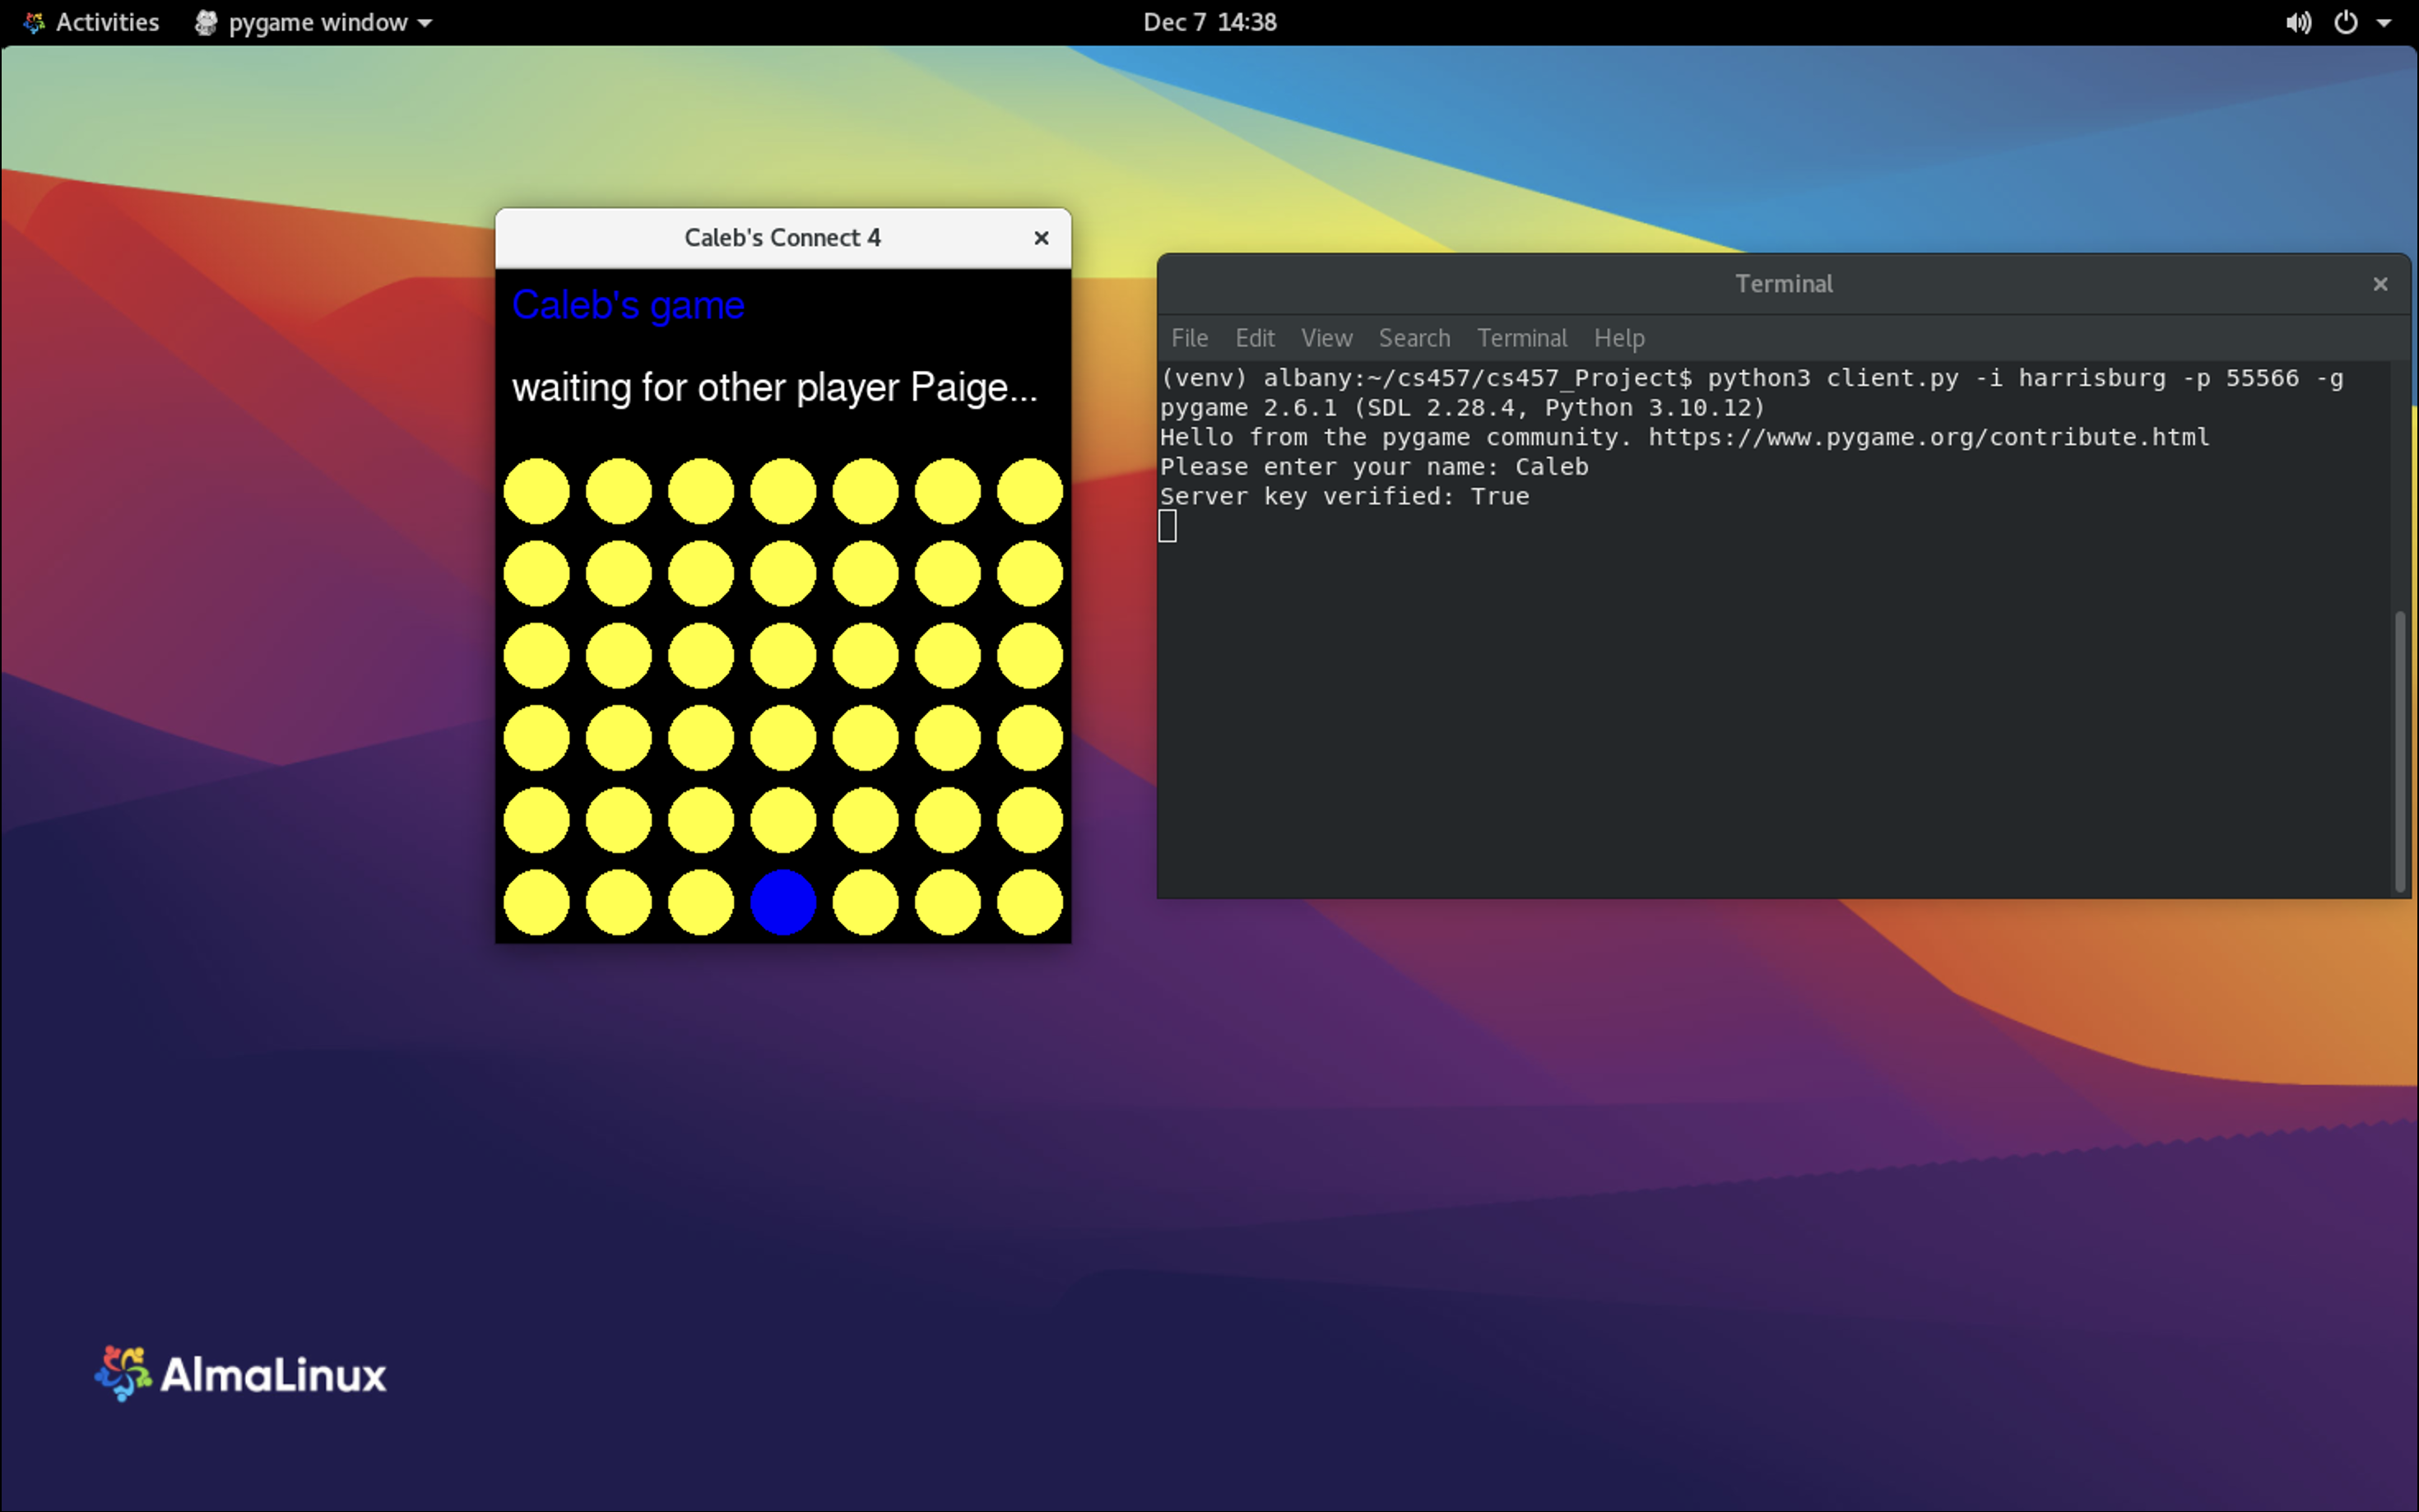 Activities pygame window Dec 7 14:38
Caleb's Connect 4
Caleb's game
waiting for other player Paige...
Terminal
File Edit View Search Terminal Help
(venv) albany:~/cs457/cs457_Project$ python3 client.py -i harrisburg -p 55566 -g
pygame 2.6.1 (SDL 2.28.4, Python 3.10.12)
Hello from the pygame community. https://www.pygame.org/contribute.html
Please enter your name: Caleb
Server key verified: True
AlmaLinux